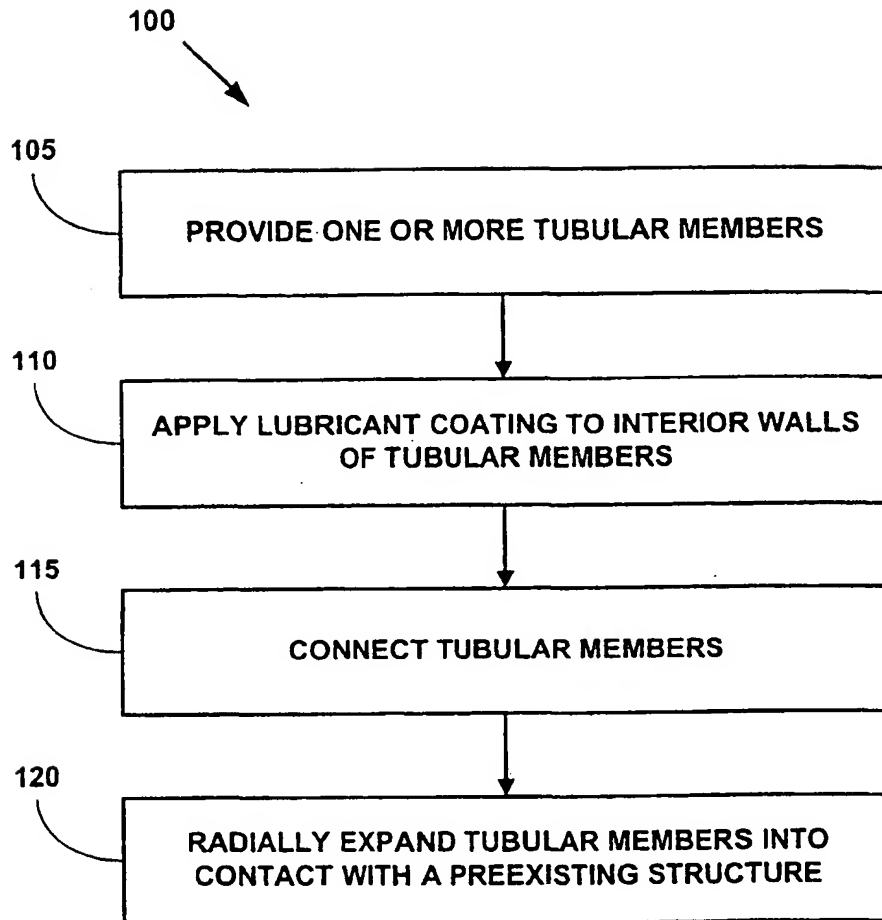 100
105
PROVIDE ONE OR MORE TUBULAR MEMBERS
110
APPLY LUBRICANT COATING TO INTERIOR WALLS
OF TUBULAR MEMBERS
115
CONNECT TUBULAR MEMBERS
120
RADIALLY EXPAND TUBULAR MEMBERS INTO
CONTACT WITH A PREEXISTING STRUCTURE